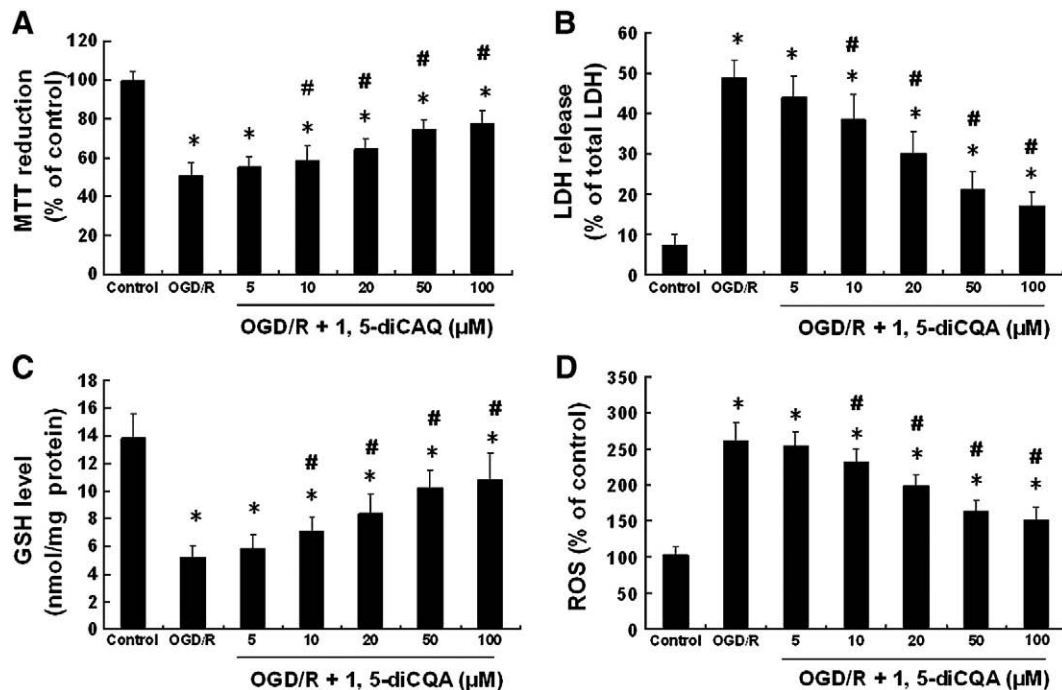 A
MTT reduction
(% of control)
120
100
80
60
40
20
0
* * # * # * # * # *
Control OGD/R 5 10 20 50 100
OGD/R + 1, 5-diCAQ (µM)
B
LDH release
(% of total LDH)
60
50
40
30
20
10
0
* * # * # * # * # *
Control OGD/R 5 10 20 50 100
OGD/R + 1, 5-diCQA (µM)
C
GSH level
(nmol/mg protein)
18
16
14
12
10
8
6
4
2
0
* * # * # * # * # *
Control OGD/R 5 10 20 50 100
OGD/R + 1, 5-diCQA (µM)
D
ROS (% of control)
350
300
250
200
150
100
50
0
* * # * # * # * # *
Control OGD/R 5 10 20 50 100
OGD/R + 1, 5-diCQA (µM)